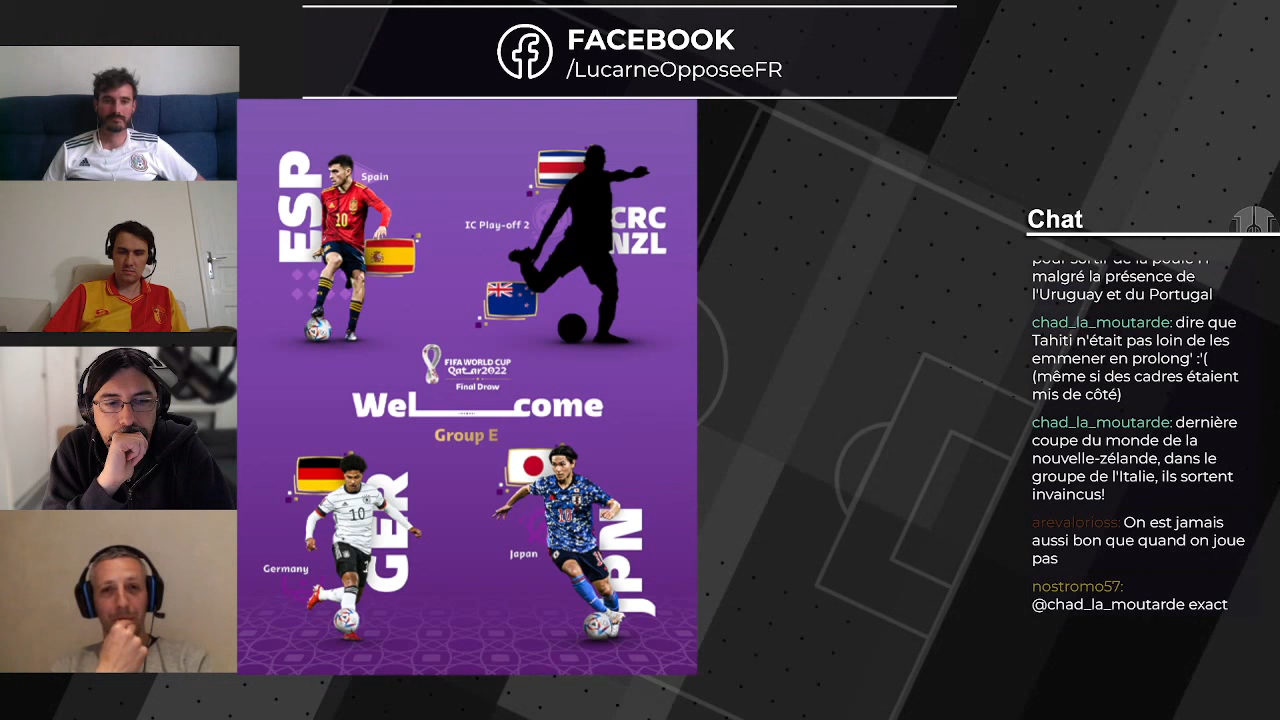 FACEBOOK
/LucarneOpposeeFR
ESP
Spain
10
IC Play-off 2
CRC
NZL
FIFA WORLD CUP
Qatar2022
Final Draw
Wel come
Group E
GER
10
Germany
JPN
10
Japan
Chat
malgré la présence de
l'Uruguay et du Portugal
chad_la_moutarde: dire que
Tahiti n'était pas loin de les
emmener en prolong' :'(
(même si des cadres étaient
mis de côté)
chad_la_moutarde: dernière
coupe du monde de la
nouvelle-zélande, dans le
groupe de l'Italie, ils sortent
invaincus!
arevalorioss: On est jamais
aussi bon que quand on joue
pas
nostromo57:
@chad_la_moutarde exact